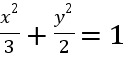 x²/3 + y²/2 = 1